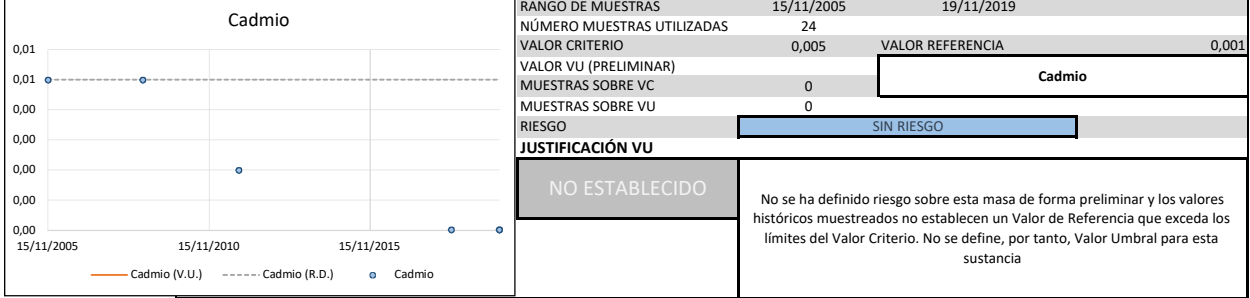 Cadmio
0,01
0,01
0,00
0,00
0,00
0,00
0,00
15/11/2005 15/11/2010 15/11/2015
Cadmio (V.U.) Cadmio (R.D.) Cadmio
RANGO DE MUESTRAS 15/11/2005 19/11/2019
NÚMERO MUESTRAS UTILIZADAS 24
VALOR CRITERIO 0,005 VALOR REFERENCIA 0,001
VALOR VU (PRELIMINAR)
Cadmio
MUESTRAS SOBRE VC 0
MUESTRAS SOBRE VU 0
RIESGO SIN RIESGO
JUSTIFICACIÓN VU
NO ESTABLECIDO
No se ha definido riesgo sobre esta masa de forma preliminar y los valores
históricos muestreados no establecen un Valor de Referencia que exceda los
límites del Valor Criterio. No se define, por tanto, Valor Umbral para esta
sustancia